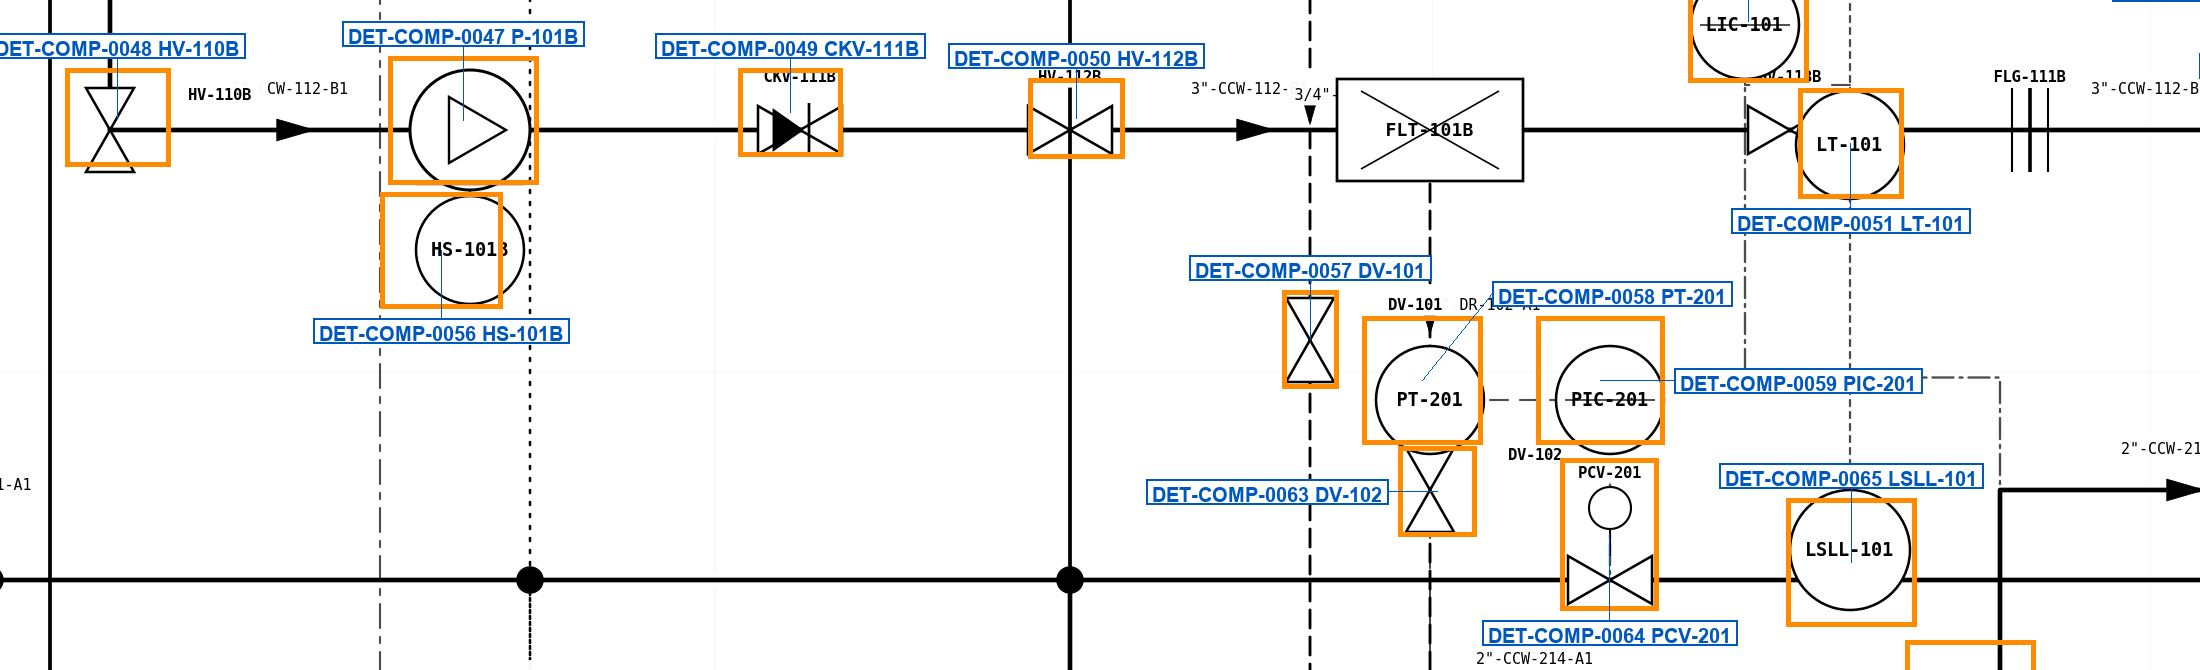 LIC-101
DET-COMP-0048 HV-110B
DET-COMP-0047 P-101B
DET-COMP-0049 CKV-111B
DET-COMP-0050 HV-112B
CKV-111B
HV-112B
FLG-111B
HV-110B
CW-112-B1
3"-CCW-112-
3/4"-
3"-CCW-112-B
FLT-101B
LT-101
DET-COMP-0051 LT-101
HS-101B
DET-COMP-0057 DV-101
DET-COMP-0058 PT-201
DV-101
DET-COMP-0056 HS-101B
DET-COMP-0059 PIC-201
PT-201
PIC-201
DV-102
2"-CCW-21
PCV-201
DET-COMP-0065 LSLL-101
1-A1
DET-COMP-0063 DV-102
LSLL-101
DET-COMP-0064 PCV-201
2"-CCW-214-A1